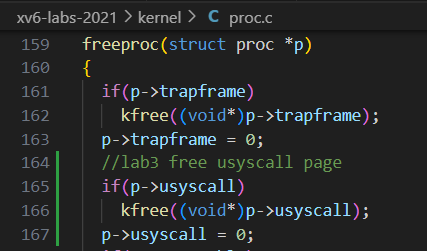 xv6-labs-2021 > kernel > C proc.c
159 freeproc(struct proc *p)
160 {
161   if(p->trapframe)
162     kfree((void*)p->trapframe);
163   p->trapframe = 0;
164   //lab3 free usyscall page
165   if(p->usyscall)
166     kfree((void*)p->usyscall);
167   p->usyscall = 0;